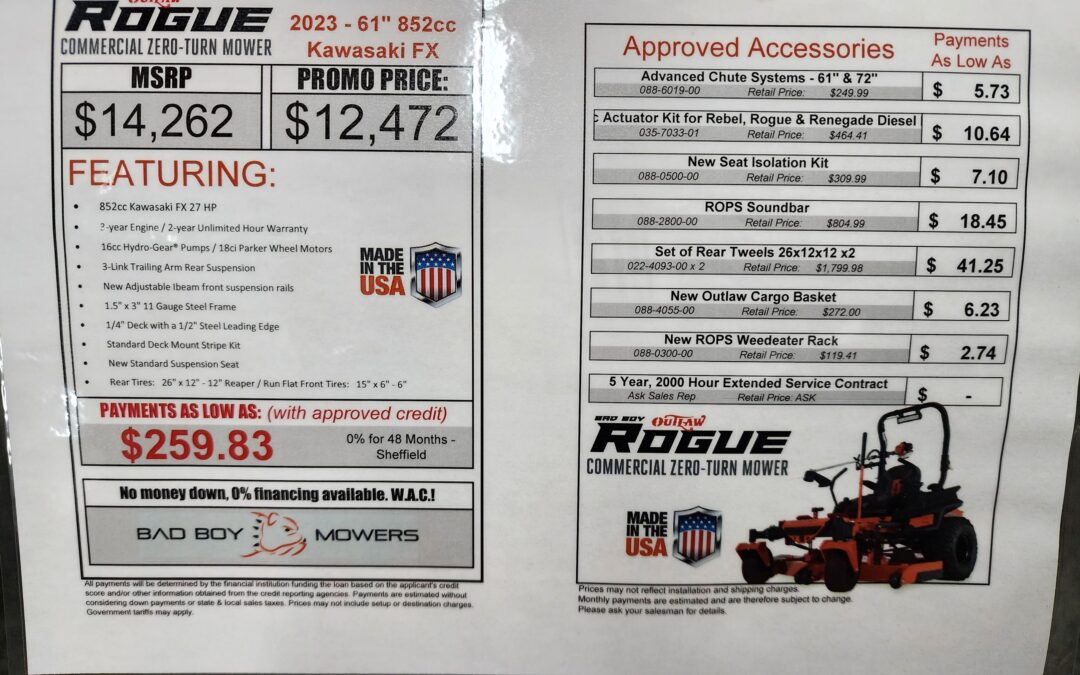 OUTLAW
ROGUE
COMMERCIAL ZERO-TURN MOWER
2023 - 61" 852cc
Kawasaki FX
MSRP
$14,262
PROMO PRICE:
$12,472
FEATURING:
• 852cc Kawasaki FX 27 HP
• 3-year Engine / 2-year Unlimited Hour Warranty
• 16cc Hydro-Gear® Pumps / 18ci Parker Wheel Motors
• 3-Link Trailing Arm Rear Suspension
• New Adjustable Ibeam front suspension rails
• 1.5" x 3" 11 Gauge Steel Frame
• 1/4" Deck with a 1/2" Steel Leading Edge
• Standard Deck Mount Stripe Kit
• New Standard Suspension Seat
• Rear Tires: 26" x 12" - 12" Reaper / Run Flat Front Tires: 15" x 6" - 6"
MADE
IN THE
USA
PAYMENTS AS LOW AS: (with approved credit)
$259.83
0% for 48 Months -
Sheffield
No money down, 0% financing available. W.A.C.!
BAD BOY MOWERS
All payments will be determined by the financial institution funding the loan based on the applicant's credit
score and/or other information obtained from the credit reporting agencies. Payments are estimated without
considering down payments or state & local sales taxes. Prices may not include setup or destination charges.
Government tariffs may apply.
Approved Accessories
Payments
As Low As
Advanced Chute Systems - 61" & 72"
088-6019-00 Retail Price: $249.99
$ 5.73
Actuator Kit for Rebel, Rogue & Renegade Diesel
035-7033-01 Retail Price: $464.41
$ 10.64
New Seat Isolation Kit
088-0500-00 Retail Price: $309.99
$ 7.10
ROPS Soundbar
088-2800-00 Retail Price: $804.99
$ 18.45
Set of Rear Tweels 26x12x12 x2
022-4093-00 x 2 Retail Price: $1,799.98
$ 41.25
New Outlaw Cargo Basket
088-4055-00 Retail Price: $272.00
$ 6.23
New ROPS Weedeater Rack
088-0300-00 Retail Price: $119.41
$ 2.74
5 Year, 2000 Hour Extended Service Contract
Ask Sales Rep Retail Price: ASK
$ -
BAD BOY OUTLAW
ROGUE
COMMERCIAL ZERO-TURN MOWER
MADE
IN THE
USA
Prices may not reflect installation and shipping charges.
Monthly payments are estimated and are therefore subject to change.
Please ask your salesman for details.